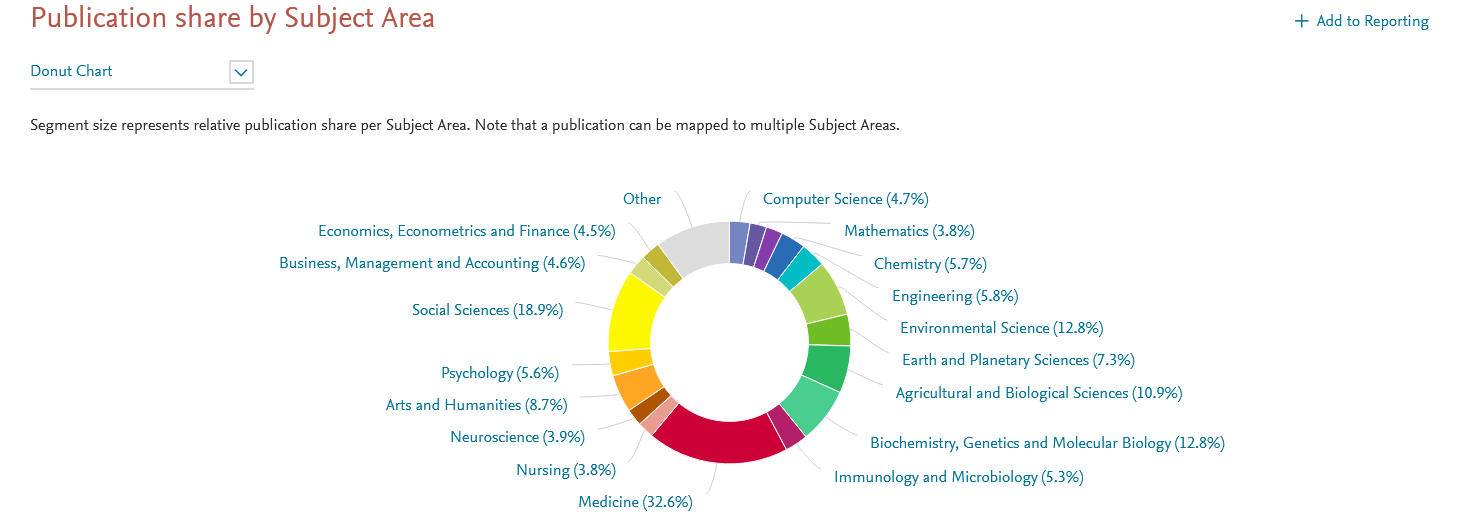 Publication share by Subject Area
+ Add to Reporting
Donut Chart
Segment size represents relative publication share per Subject Area. Note that a publication can be mapped to multiple Subject Areas.
Other
Computer Science (4.7%)
Economics, Econometrics and Finance (4.5%)
Mathematics (3.8%)
Business, Management and Accounting (4.6%)
Chemistry (5.7%)
Engineering (5.8%)
Social Sciences (18.9%)
Environmental Science (12.8%)
Earth and Planetary Sciences (7.3%)
Psychology (5.6%)
Agricultural and Biological Sciences (10.9%)
Arts and Humanities (8.7%)
Neuroscience (3.9%)
Biochemistry, Genetics and Molecular Biology (12.8%)
Nursing (3.8%)
Immunology and Microbiology (5.3%)
Medicine (32.6%)